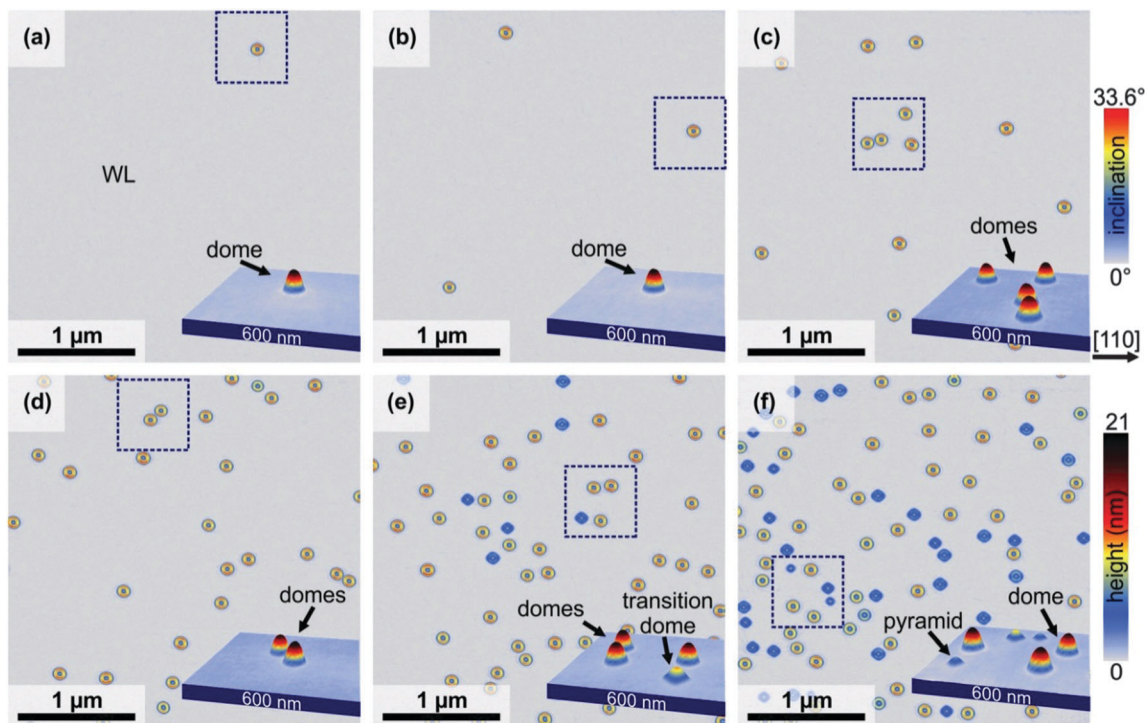 (a)
WL
dome
600 nm
1 µm
(b)
dome
600 nm
1 µm
(c)
domes
600 nm
1 µm
33.6°
inclination
0°
[110]
(d)
domes
600 nm
1 µm
(e)
domes
transition
dome
600 nm
1 µm
(f)
pyramid
dome
600 nm
1 µm
21
height (nm)
0